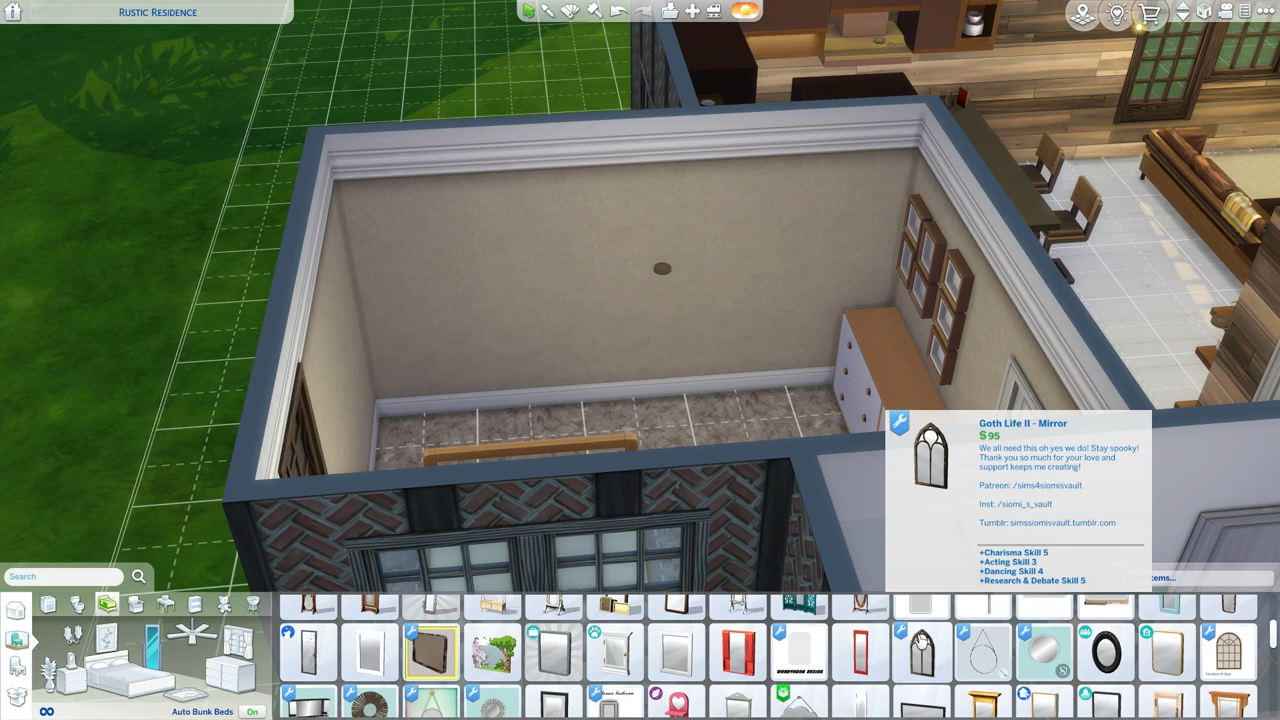 RUSTIC RESIDENCE
Goth Life II - Mirror
§95
We all need this oh yes we do! Stay spooky!
Thank you so much for your love and
support keeps me creating!
Patreon: /sims4siomisvault
Inst: /siomi_s_vault
Tumblr: simssiomisvault.tumblr.com
+Charisma Skill 5
+Acting Skill 3
+Dancing Skill 4
+Research & Debate Skill 5
Search
Auto Bunk Beds
On